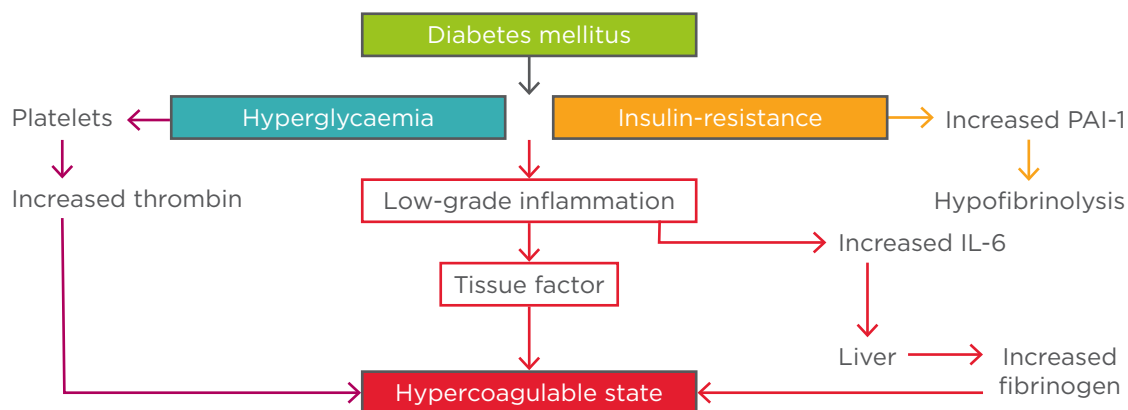 Diabetes mellitus
Platelets
Hyperglycaemia
Insulin-resistance
Increased PAI-1
Increased thrombin
Low-grade inflammation
Hypofibrinolysis
Increased IL-6
Tissue factor
Liver
Increased
fibrinogen
Hypercoagulable state